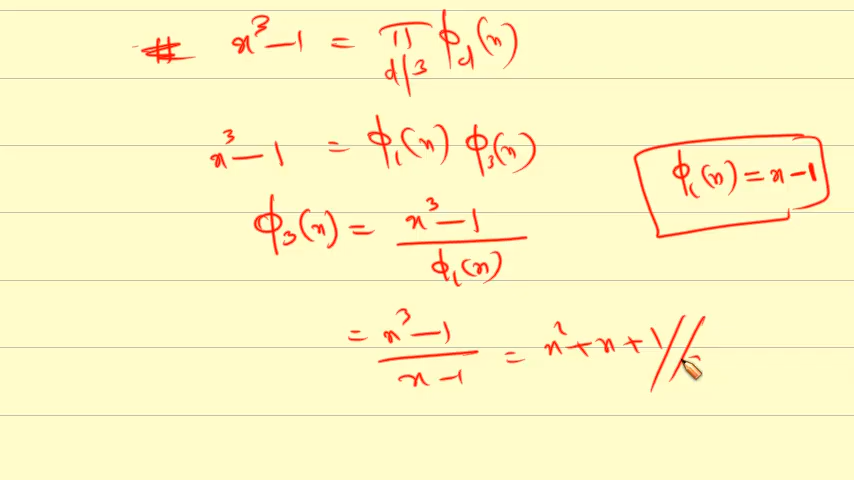 # x³ - 1 = π ϕ_d(x)
d|3
x³ - 1 = ϕ₁(x) ϕ₃(x)
ϕ₁(x) = x - 1
ϕ₃(x) = x³ - 1
ϕ₁(x)
= x³ - 1 = x² + x + 1 //
x - 1